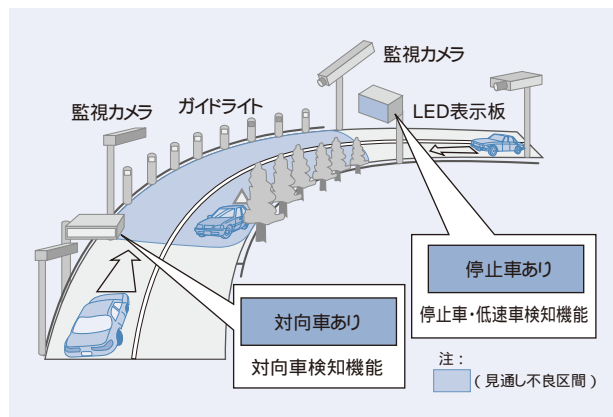 監視カメラ
監視カメラ
ガイドライト
LED表示板
停止車あり
停止車・低速車検知機能
対向車あり
対向車検知機能
注：
(見通し不良区間)